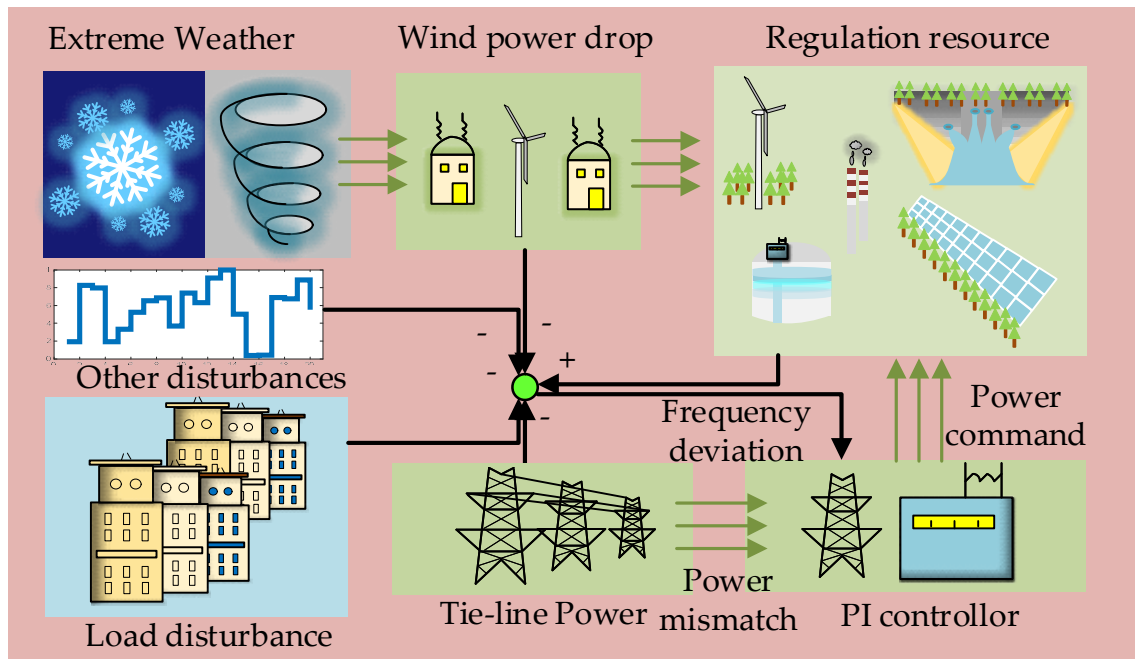 Extreme Weather
Wind power drop
Regulation resource
-
-
-
+
-
Other disturbances
Frequency
deviation
Power
command
Load disturbance
Tie-line Power
Power
mismatch
PI controllor